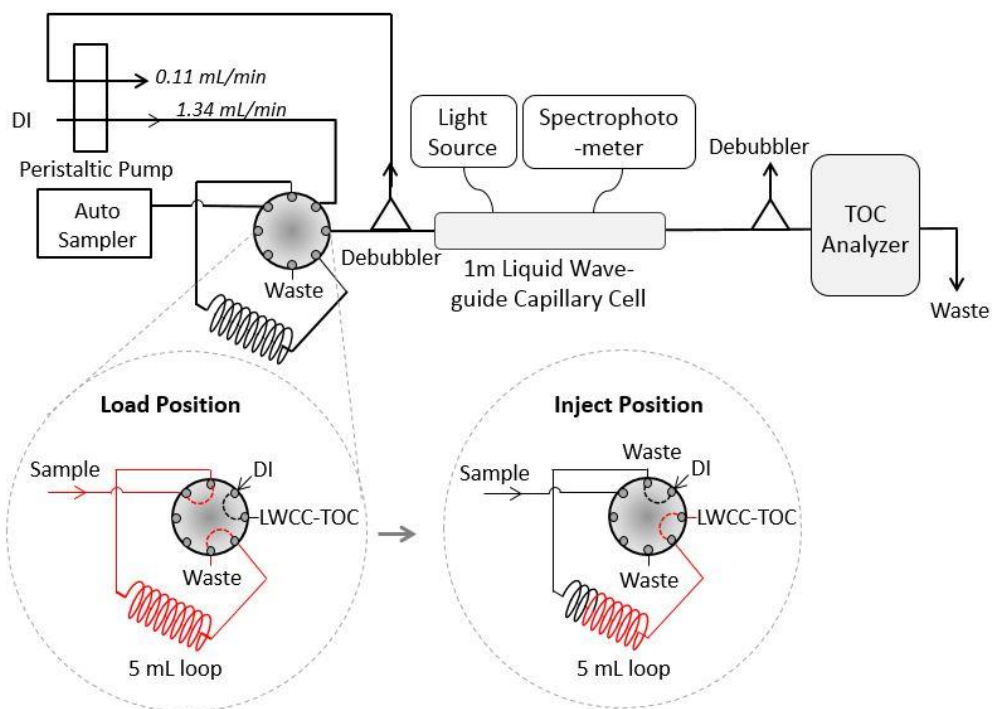 0.11 mL/min
DI
1.34 mL/min
Peristaltic Pump
Auto
Sampler
Waste
Debubbler
Light
Source
Spectrophoto
-meter
1m Liquid Wave-
guide Capillary Cell
Debubbler
TOC
Analyzer
Waste
Load Position
Sample
DI
LWCC-TOC
Waste
5 mL loop
Inject Position
Sample
Waste
DI
LWCC-TOC
Waste
5 mL loop